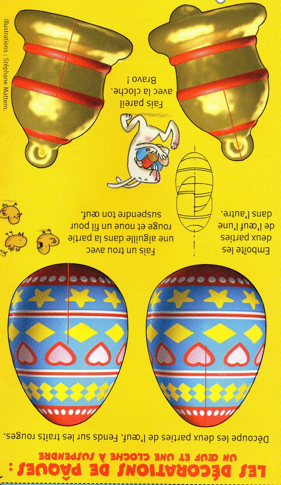 LES DÉCORATIONS DE PÂQUES :
UN ŒUF ET UNE CLOCHE À SUSPENDRE
Découpe les deux parties de l'œuf. Fends sur les traits rouges.
Emboîte les
deux parties
de l'œuf l'une
dans l'autre.
Fais un trou avec
une aiguille dans la partie
rouge et noue un fil pour
suspendre ton œuf.
Fais pareil
avec la cloche.
Bravo !
Illustrations : Stéphane Mattern.